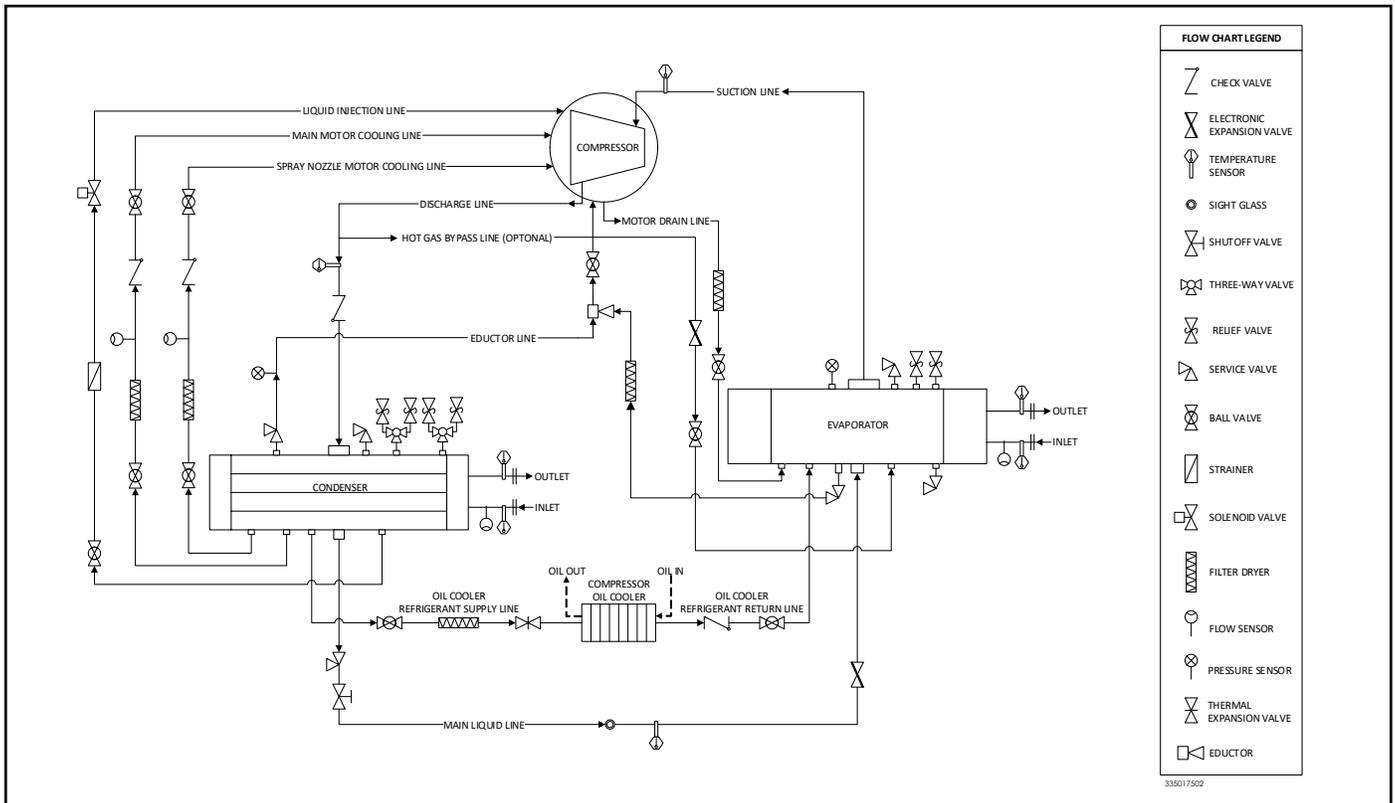 FLOW CHART LEGEND
CHECK VALVE
ELECTRONIC
EXPANSION VALVE
TEMPERATURE
SENSOR
SIGHT GLASS
SHUTOFF VALVE
THREE-WAY VALVE
RELIEF VALVE
SERVICE VALVE
BALL VALVE
STRAINER
SOLENOID VALVE
FILTER DRYER
FLOW SENSOR
PRESSURE SENSOR
THERMAL
EXPANSION VALVE
EDUCTOR
335017502
SUCTION LINE
LIQUID INJECTION LINE
MAIN MOTOR COOLING LINE
COMPRESSOR
SPRAY NOZZLE MOTOR COOLING LINE
DISCHARGE LINE
MOTOR DRAIN LINE
HOT GAS BYPASS LINE (OPTIONAL)
EDUCTOR LINE
EVAPORATOR
OUTLET
INLET
CONDENSER
OUTLET
INLET
OIL OUT
OIL IN
COMPRESSOR
OIL COOLER
OIL COOLER
REFRIGERANT SUPPLY LINE
OIL COOLER
REFRIGERANT RETURN LINE
MAIN LIQUID LINE